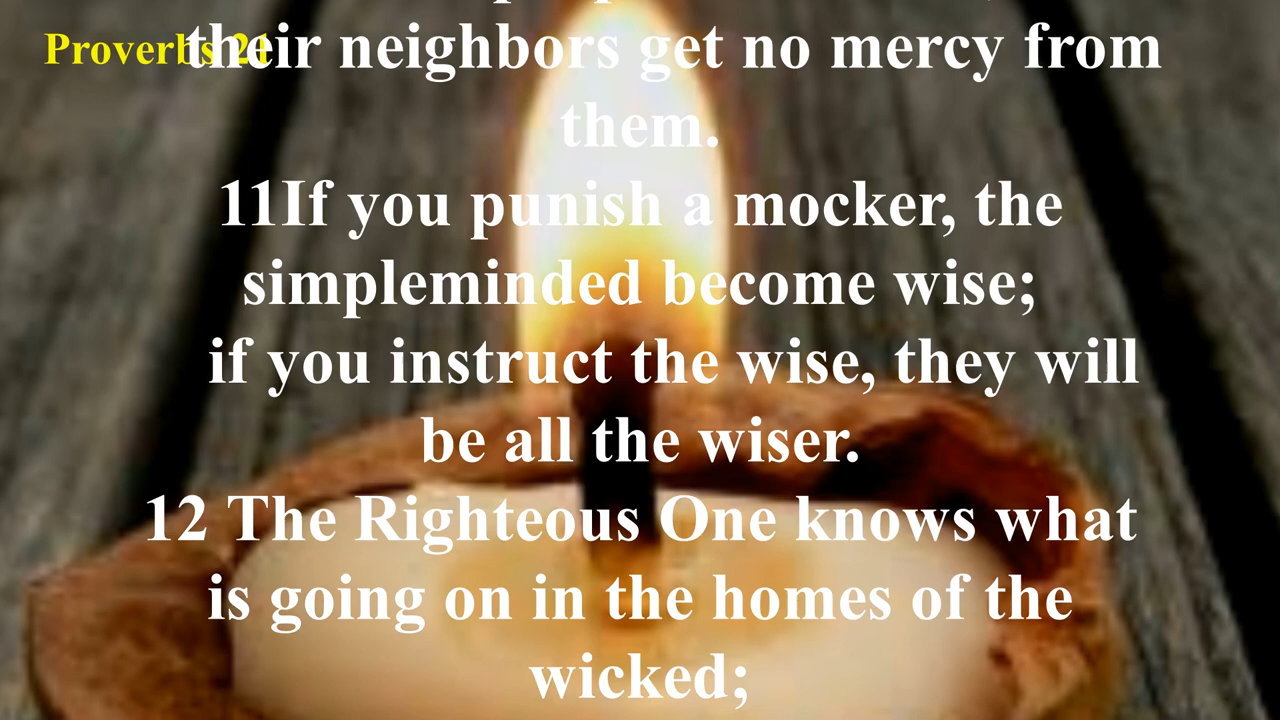 Proverbs 21
their neighbors get no mercy from
them.
11If you punish a mocker, the
simpleminded become wise;
if you instruct the wise, they will
be all the wiser.
12 The Righteous One knows what
is going on in the homes of the
wicked;